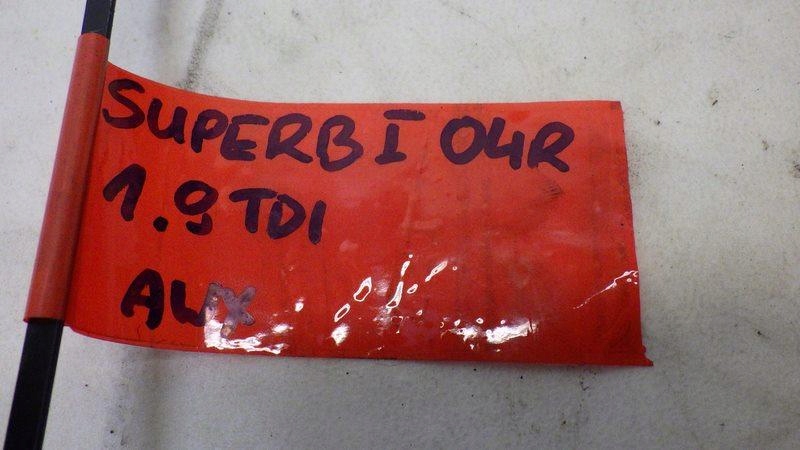 SUPERB I 04R
1.9 TDI
AWX